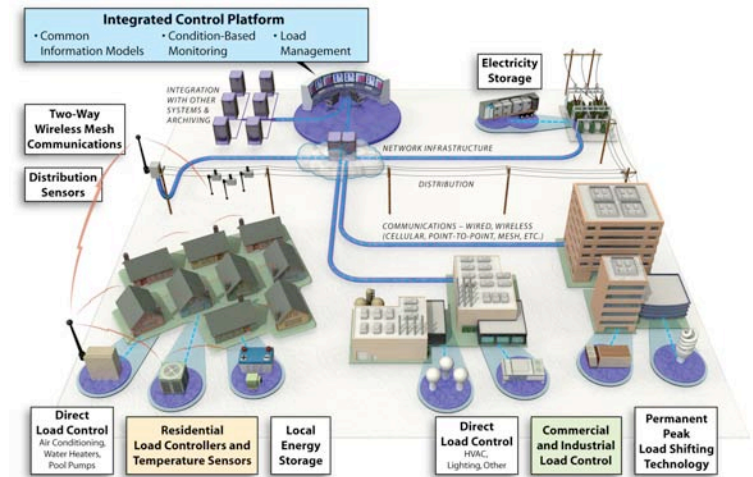 Integrated Control Platform
• Common
Information Models
• Condition-Based
Monitoring
• Load
Management
INTEGRATION
WITH OTHER
SYSTEMS &
ARCHIVING
Electricity
Storage
Two-Way
Wireless Mesh
Communications
NETWORK INFRASTRUCTURE
Distribution
Sensors
DISTRIBUTION
COMMUNICATIONS – WIRED, WIRELESS
(CELLULAR, POINT-TO-POINT, MESH, ETC.)
Direct
Load Control
Air Conditioning,
Water Heaters,
Pool Pumps
Residential
Load Controllers and
Temperature Sensors
Local
Energy
Storage
Direct
Load Control
HVAC,
Lighting, Other
Commercial
and Industrial
Load Control
Permanent
Peak
Load Shifting
Technology